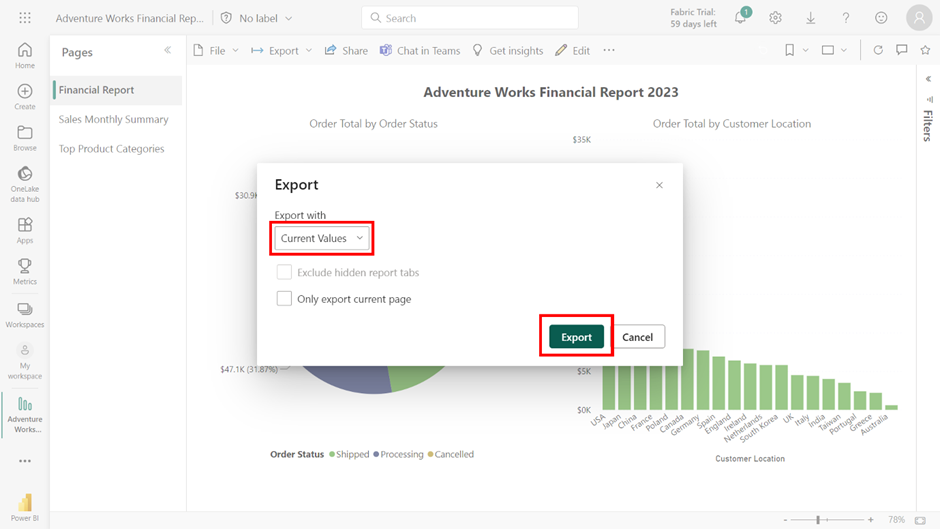 Adventure Works Financial Rep...
No label
Search
Fabric Trial:
59 days left
1
Home
Create
Browse
OneLake
data hub
Apps
Metrics
Workspaces
My
workspace
Adventure
Works...
Power BI
Pages
Financial Report
Sales Monthly Summary
Top Product Categories
File
Export
Share
Chat in Teams
Get insights
Edit
Adventure Works Financial Report 2023
Order Total by Order Status
$30.9K
$47.1K (31.87%)
Order Status
Shipped
Processing
Cancelled
Order Total by Customer Location
$35K
$5K
$0K
USA
Japan
China
France
Poland
Canada
Germany
Spain
England
Ireland
Netherlands
South Korea
UK
Italy
India
Taiwan
Portugal
Greece
Australia
Customer Location
Export
Export with
Current Values
Exclude hidden report tabs
Only export current page
Export
Cancel
Filters
- + 78%